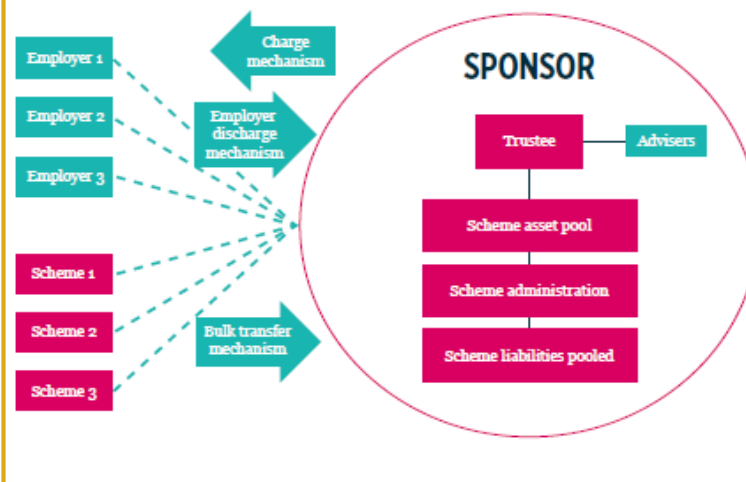 Employer 1
Employer 2
Employer 3
Scheme 1
Scheme 2
Scheme 3
Charge
mechanism
Employer
discharge
mechanism
Bulk transfer
mechanism
SPONSOR
Trustee
Advisers
Scheme asset pool
Scheme administration
Scheme liabilities pooled